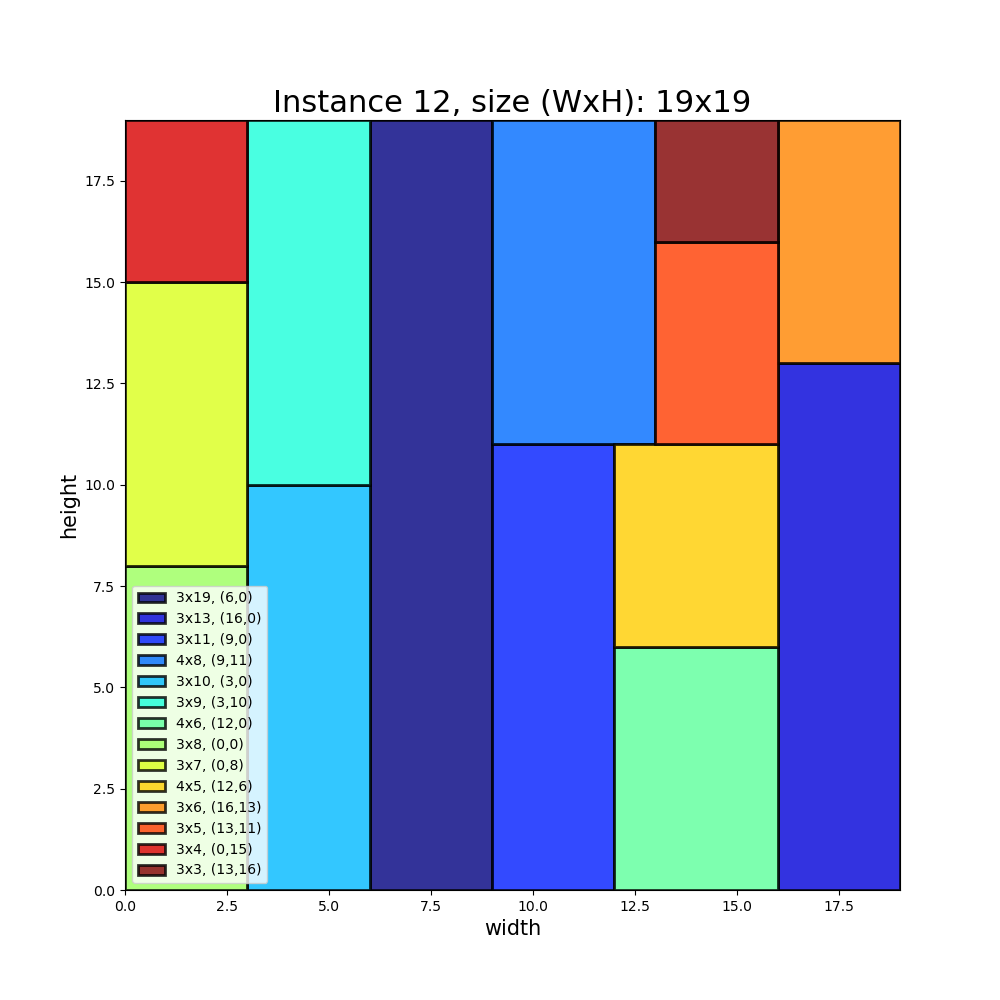 Instance 12, size (WxH): 19x19
height
17.5
15.0
12.5
10.0
7.5
5.0
2.5
0.0
3x19, (6,0)
3x13, (16,0)
3x11, (9,0)
4x8, (9,11)
3x10, (3,0)
3x9, (3,10)
4x6, (12,0)
3x8, (0,0)
3x7, (0,8)
4x5, (12,6)
3x6, (16,13)
3x5, (13,11)
3x4, (0,15)
3x3, (13,16)
0.0 2.5 5.0 7.5 10.0 12.5 15.0 17.5
width